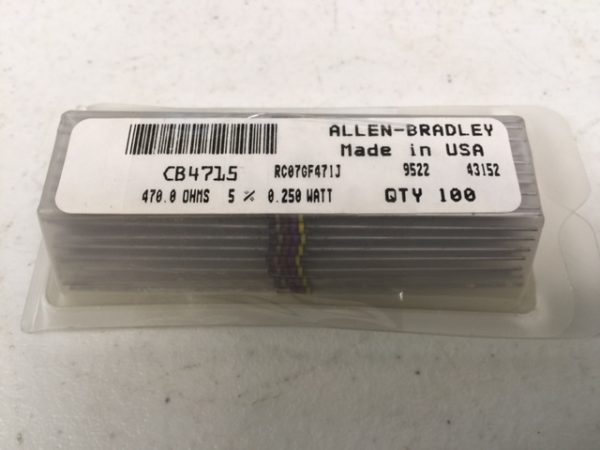 ALLEN-BRADLEY
Made in USA
CB4715 RC07GF471J 9522 43152
470.0 OHMS 5 % 0.250 WATT QTY 100